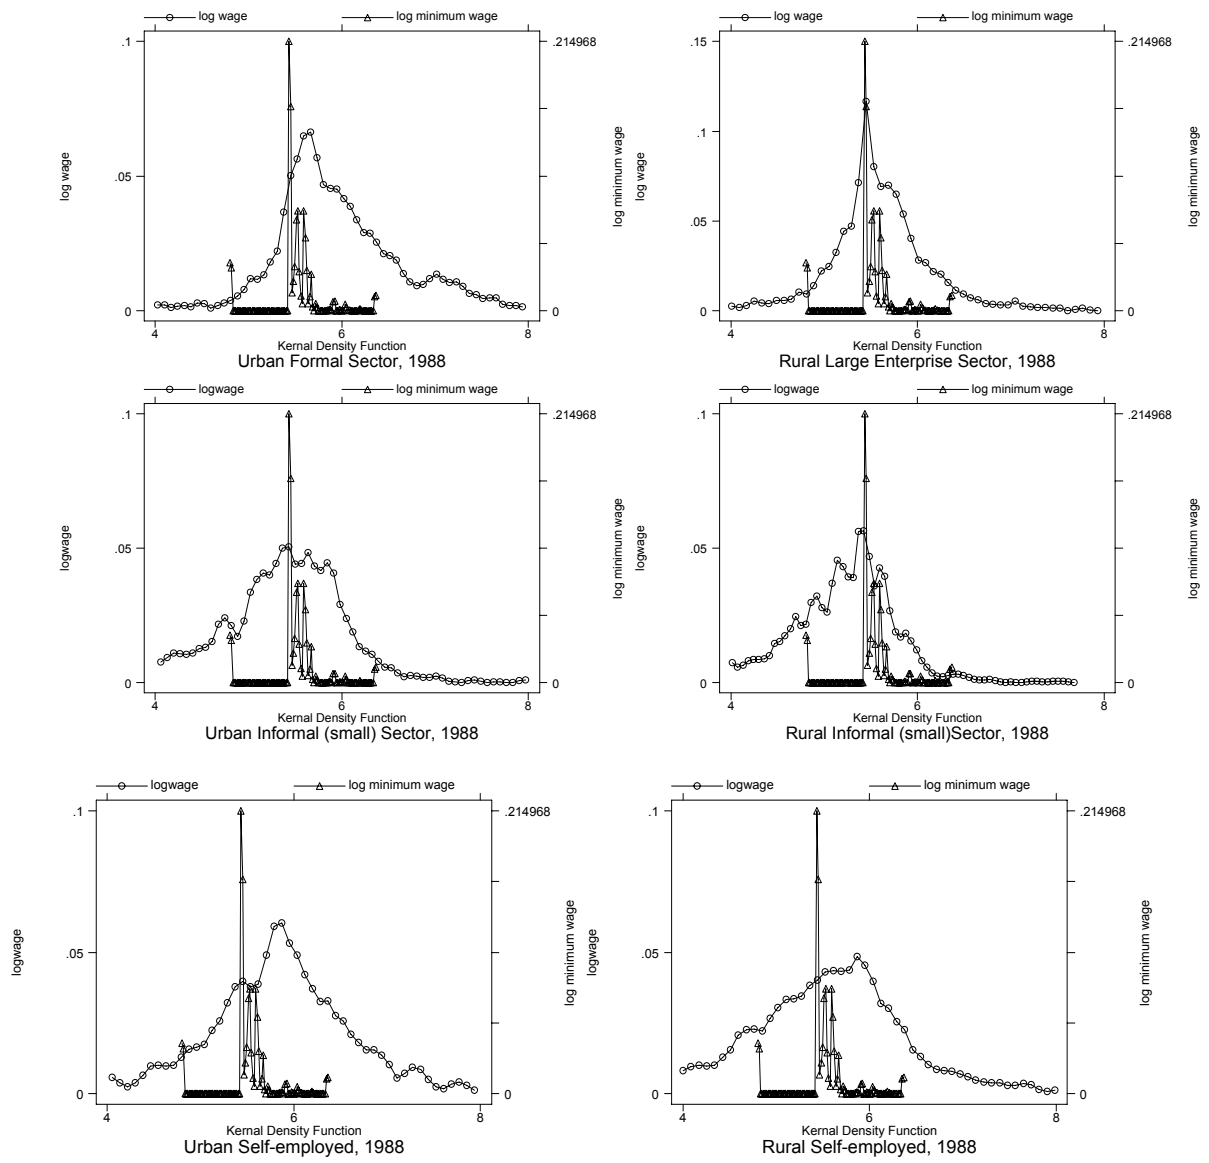 log wage log minimum wage
log wage log minimum wage
.1 .214968
.05
0 0
4 6 8
log wage
log minimum wage
Kernal Density Function
Urban Formal Sector, 1988
.15 .214968
.1
.05
0 0
4 6 8
log wage
log minimum wage
Kernal Density Function
Rural Large Enterprise Sector, 1988
logwage log minimum wage
logwage log minimum wage
.1 .214968
.05
0 0
4 6 8
logwage
log minimum wage
Kernal Density Function
Urban Informal (small) Sector, 1988
.1 .214968
.05
0 0
4 6 8
logwage
log minimum wage
Kernal Density Function
Rural Informal (small)Sector, 1988
logwage log minimum wage
logwage log minimum wage
.1 .214968
.05
0 0
4 6 8
logwage
log minimum wage
Kernal Density Function
Urban Self-employed, 1988
.1 .214968
.05
0 0
4 6 8
logwage
log minimum wage
Kernal Density Function
Rural Self-employed, 1988